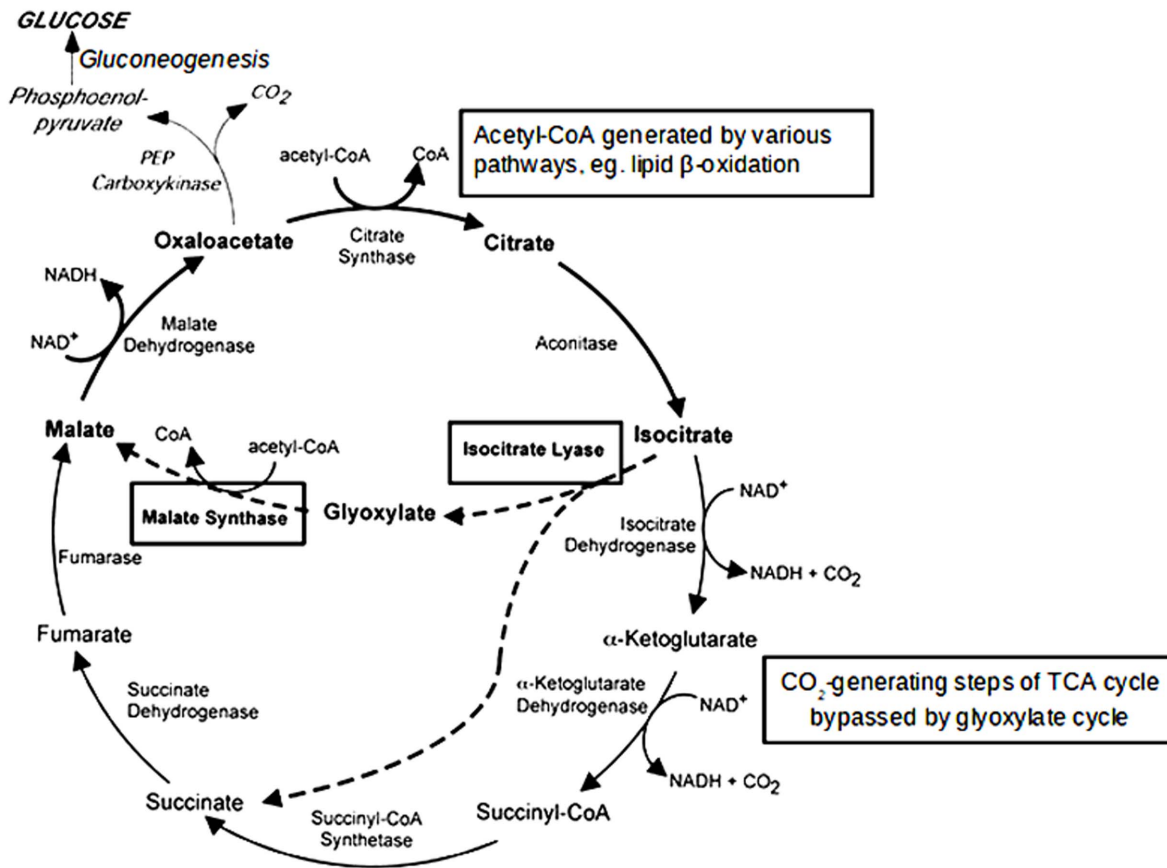 GLUCOSE
Gluconeogenesis
Phosphoenol-
pyruvate
CO2
PEP
Carboxykinase
acetyl-CoA
CoA
Acetyl-CoA generated by various
pathways, eg. lipid β-oxidation
Oxaloacetate
Citrate
Synthase
Citrate
NADH
NAD+
Malate
Dehydrogenase
Aconitase
Malate
CoA
acetyl-CoA
Isocitrate Lyase
Isocitrate
Malate Synthase
Glyoxylate
NAD+
Isocitrate
Dehydrogenase
NADH + CO2
Fumarase
Fumarate
α-Ketoglutarate
Succinate
Dehydrogenase
α-Ketoglutarate
Dehydrogenase
NAD+
CO2-generating steps of TCA cycle
bypassed by glyoxylate cycle
NADH + CO2
Succinate
Succinyl-CoA
Synthetase
Succinyl-CoA